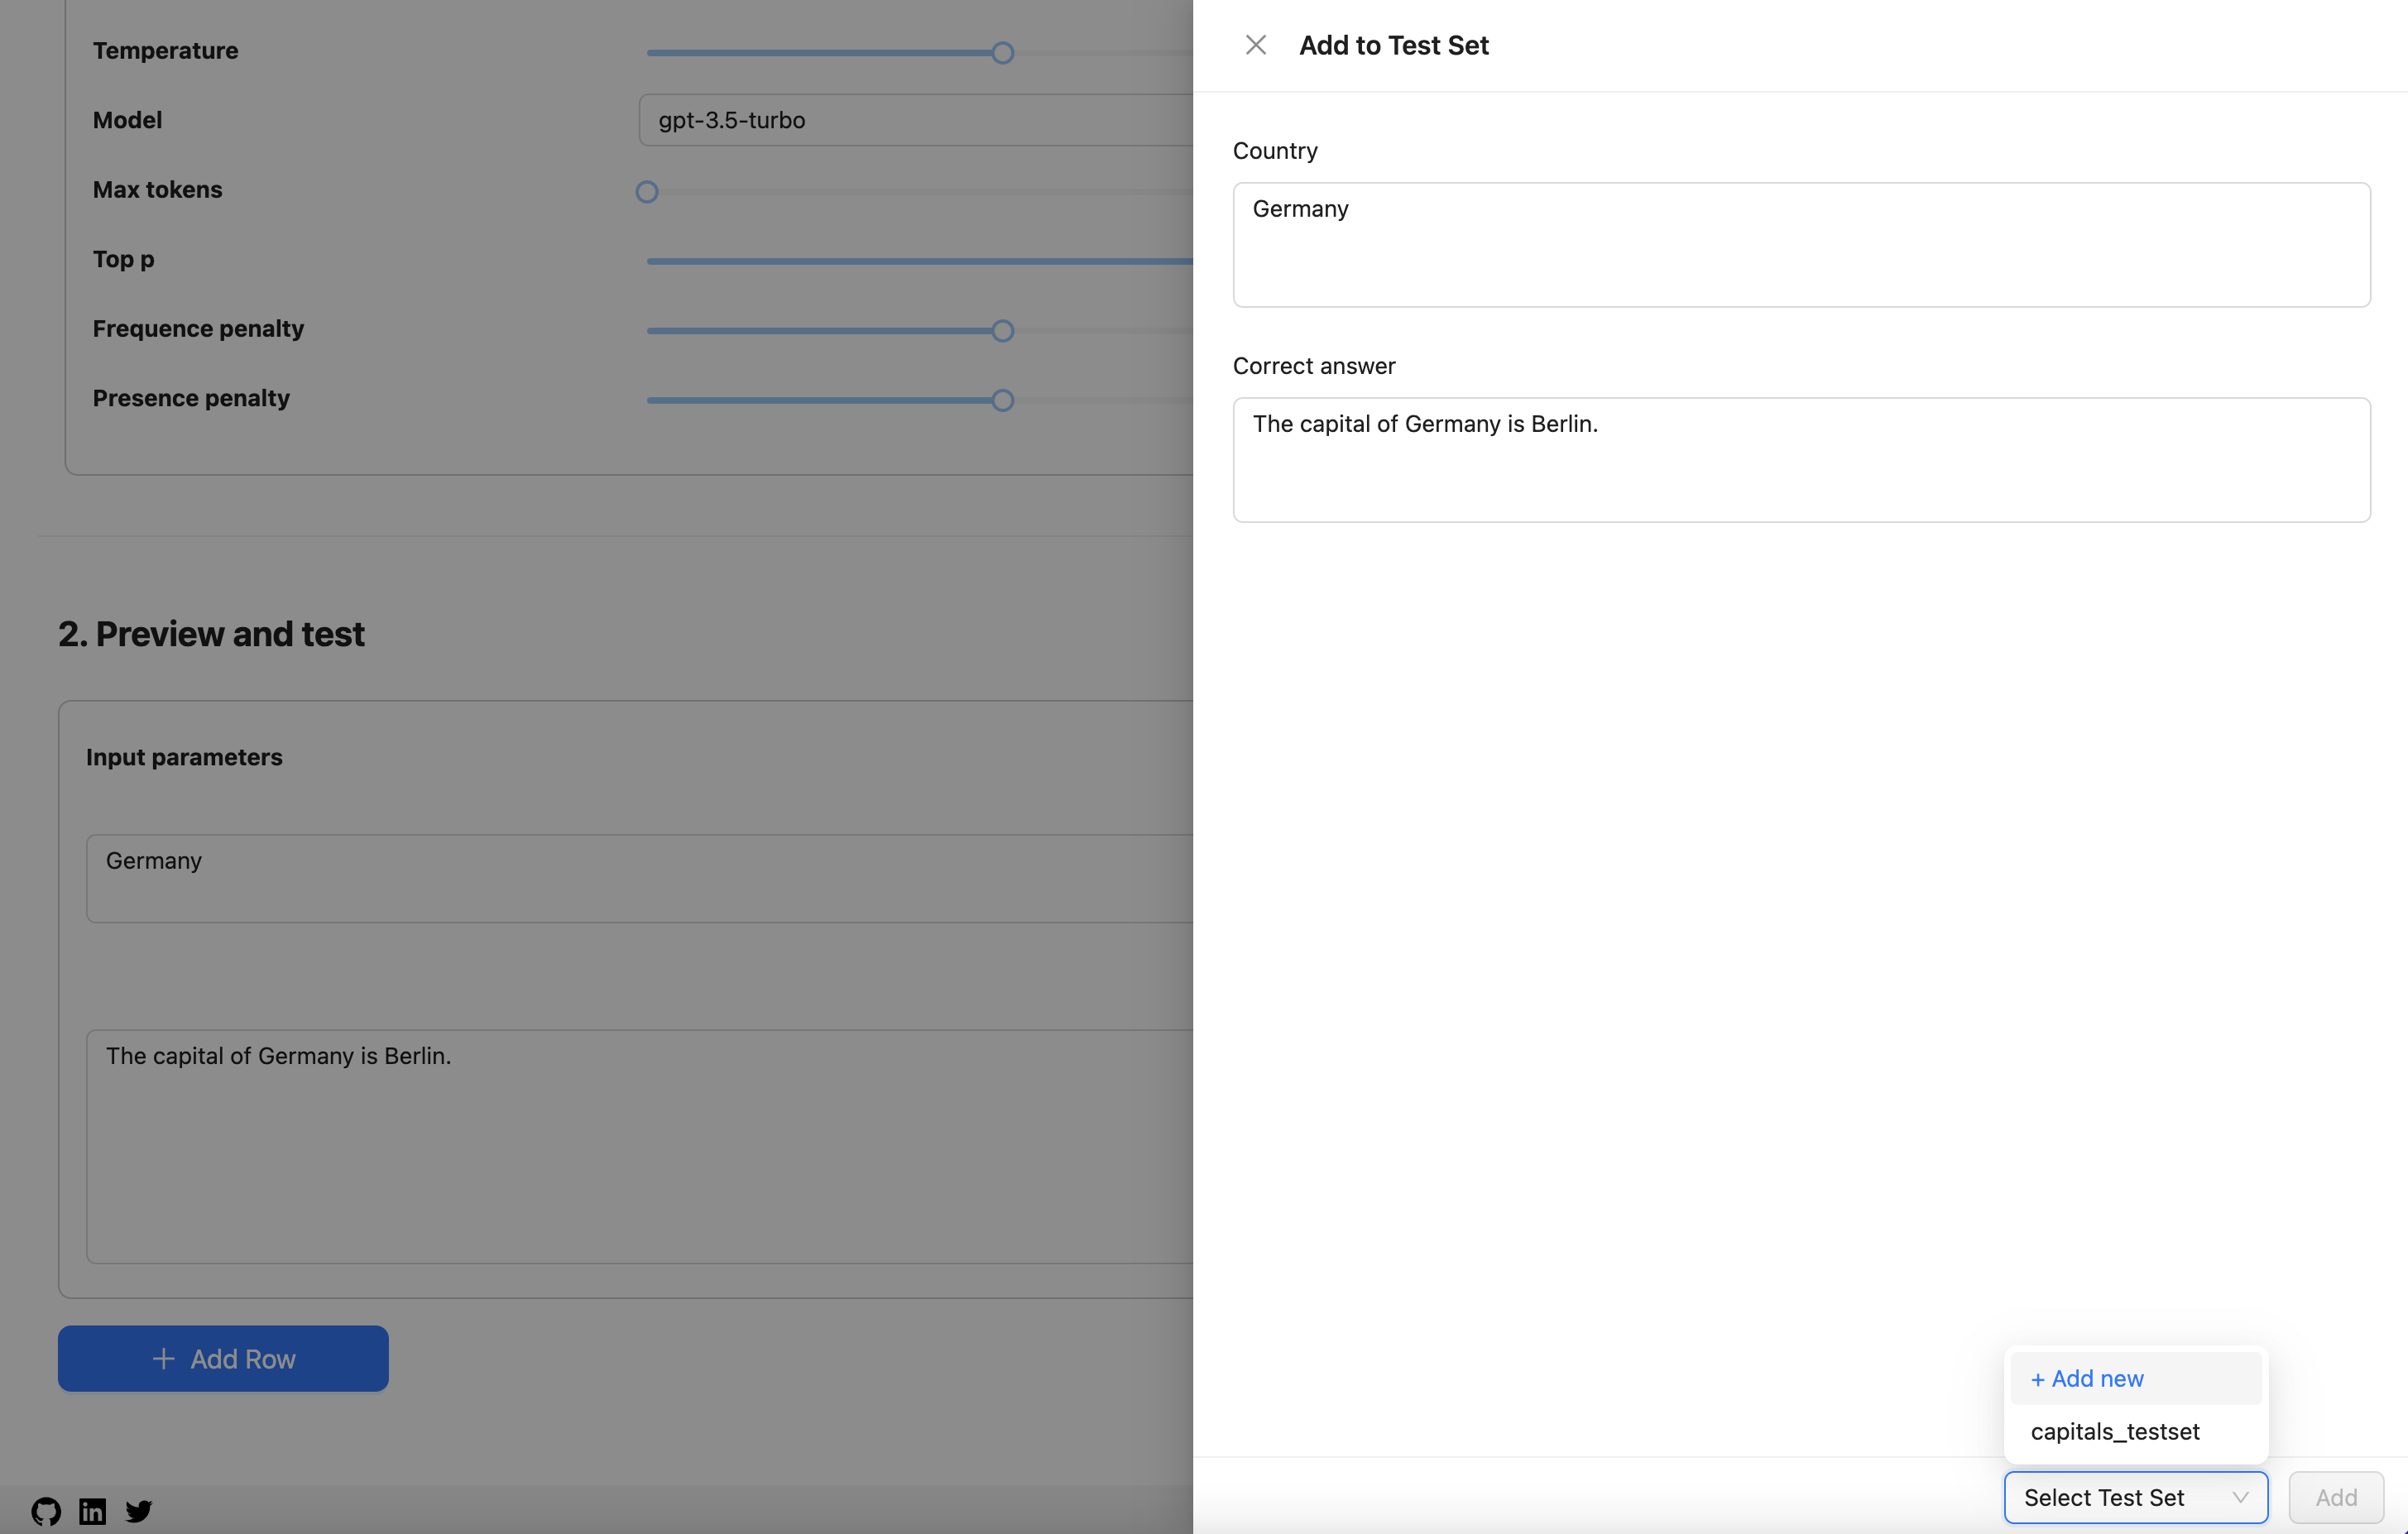 Temperature
Model
gpt-3.5-turbo
Max tokens
Top p
Frequence penalty
Presence penalty
2. Preview and test
Input parameters
Germany
The capital of Germany is Berlin.
+ Add Row
in
Add to Test Set
Country
Germany
Correct answer
The capital of Germany is Berlin.
+ Add new
capitals_testset
Select Test Set
Add